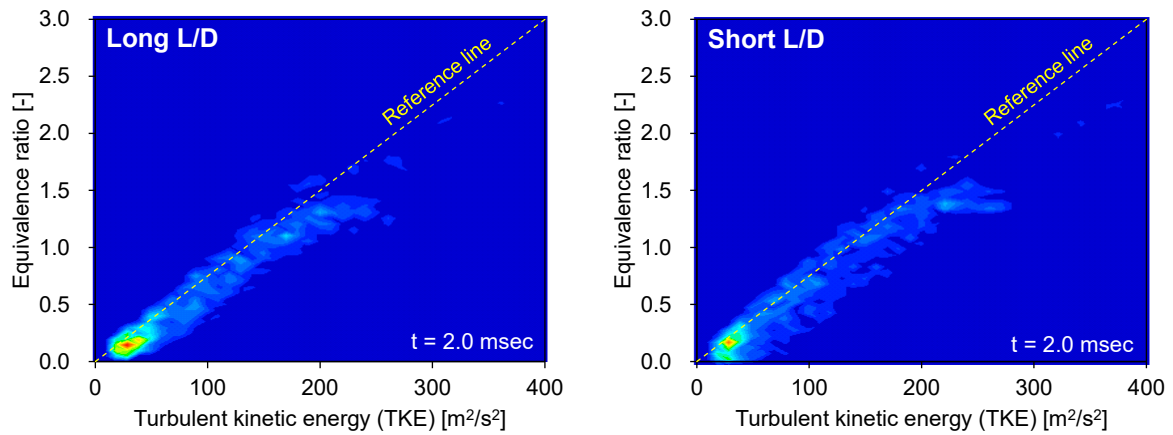 3.0
2.5
2.0
1.5
1.0
0.5
0.0
Equivalence ratio [-]
Long L/D
Reference line
t = 2.0 msec
0 100 200 300 400
Turbulent kinetic energy (TKE) [m²/s²]
3.0
2.5
2.0
1.5
1.0
0.5
0.0
Equivalence ratio [-]
Short L/D
Reference line
t = 2.0 msec
0 100 200 300 400
Turbulent kinetic energy (TKE) [m²/s²]